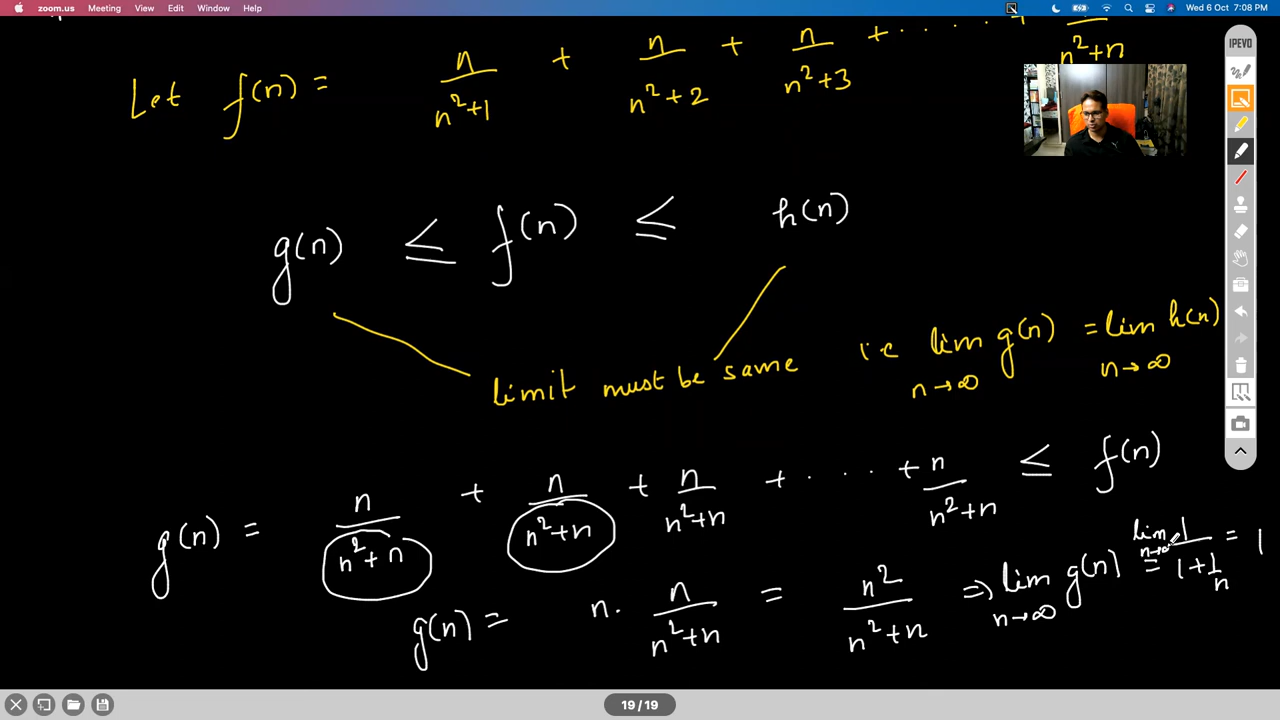 zoom.us Meeting View Edit Window Help Wed 6 Oct 7:08 PM
IPEVO
Let f(n) = n/(n²+1) + n/(n²+2) + n/(n²+3) + ..... + /(n²+n)
g(n) ≤ f(n) ≤ h(n)
limit must be same i.e lim n→∞ g(n) = lim n→∞ h(n)
g(n) = n/(n²+n) + n/(n²+n) + n/(n²+n) + ... + n/(n²+n) ≤ f(n)
g(n) = n. n/(n²+n) = n²/(n²+n) ⇒ lim n→∞ g(n) = lim n→∞ 1/(1+1/n) = 1
19/19